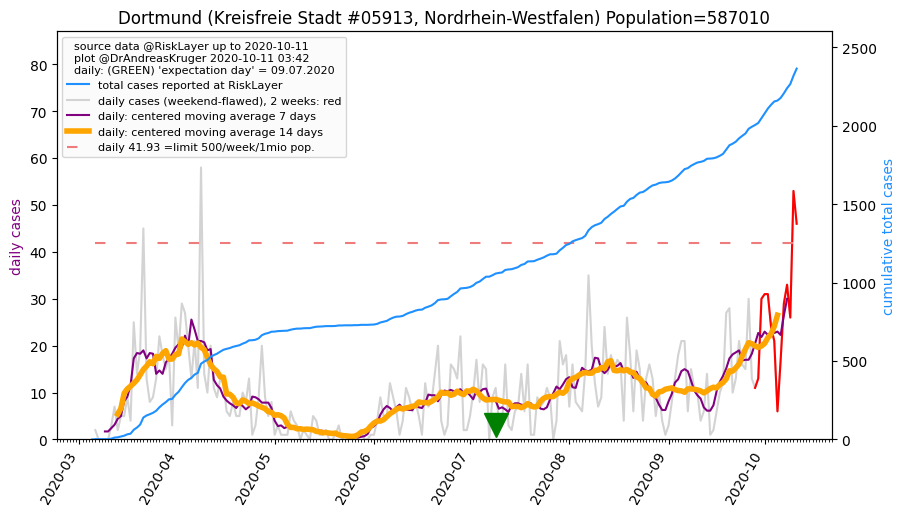 Dortmund (Kreisfreie Stadt #05913, Nordrhein-Westfalen) Population=587010
source data @RiskLayer up to 2020-10-11
plot @DrAndreasKruger 2020-10-11 03:42
daily: (GREEN) 'expectation day' = 09.07.2020
total cases reported at RiskLayer
daily cases (weekend-flawed), 2 weeks: red
daily: centered moving average 7 days
daily: centered moving average 14 days
daily 41.93 =limit 500/week/1mio pop.
daily cases
80
70
60
50
40
30
20
10
0
cumulative total cases
2500
2000
1500
1000
500
0
2020-03
2020-04
2020-05
2020-06
2020-07
2020-08
2020-09
2020-10